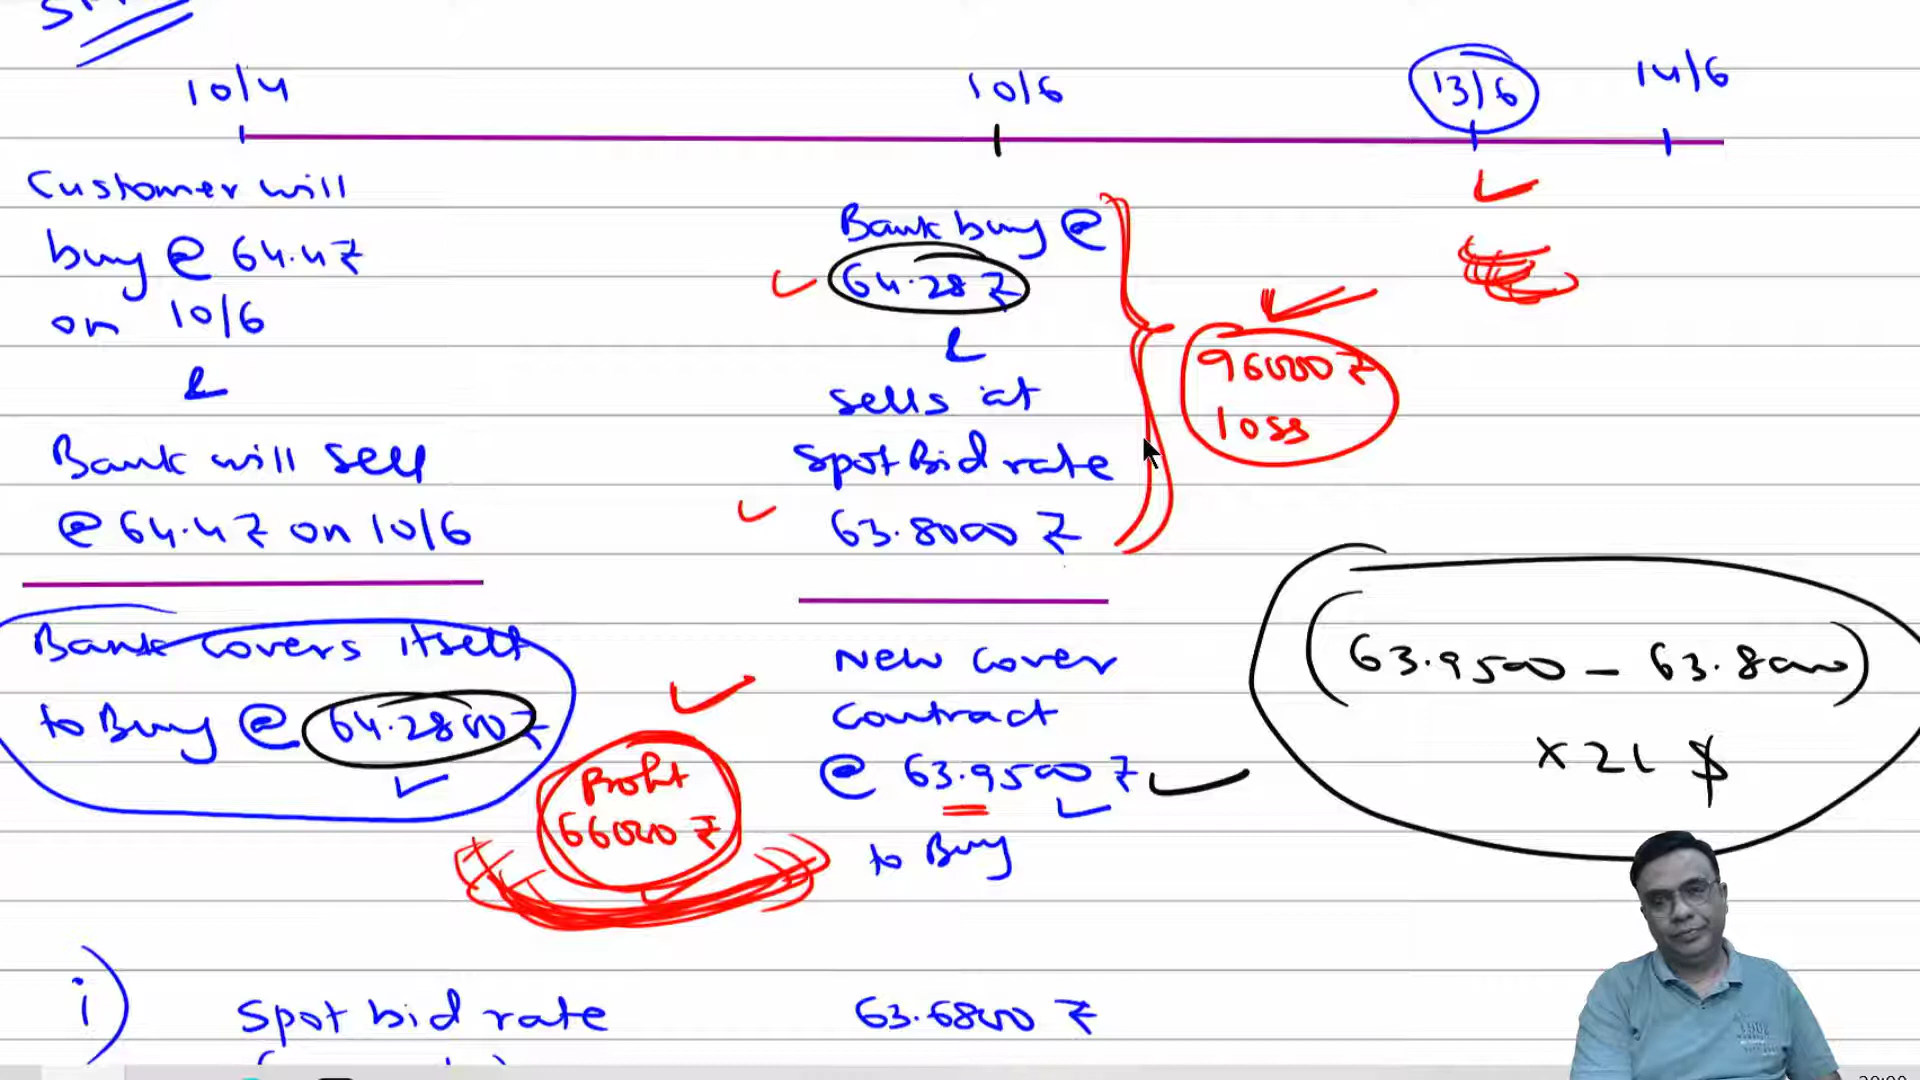 10/4
10/6
13/6
14/6
Customer will
buy @ 64.4₹
on 10/6
&
Bank will sell
@ 64.4₹ on 10/6
Bank covers itself
to Buy @ 64.2800₹
Profit
66000 ₹
Bank buy @
64.28 ₹
&
sells at
Spot Bid rate
63.8000 ₹
96000 ₹
loss
New cover
contract
@ 63.9500 ₹
to Buy
(63.9500 - 63.8000)
× 2L $
i)
Spot bid rate
63.6800 ₹